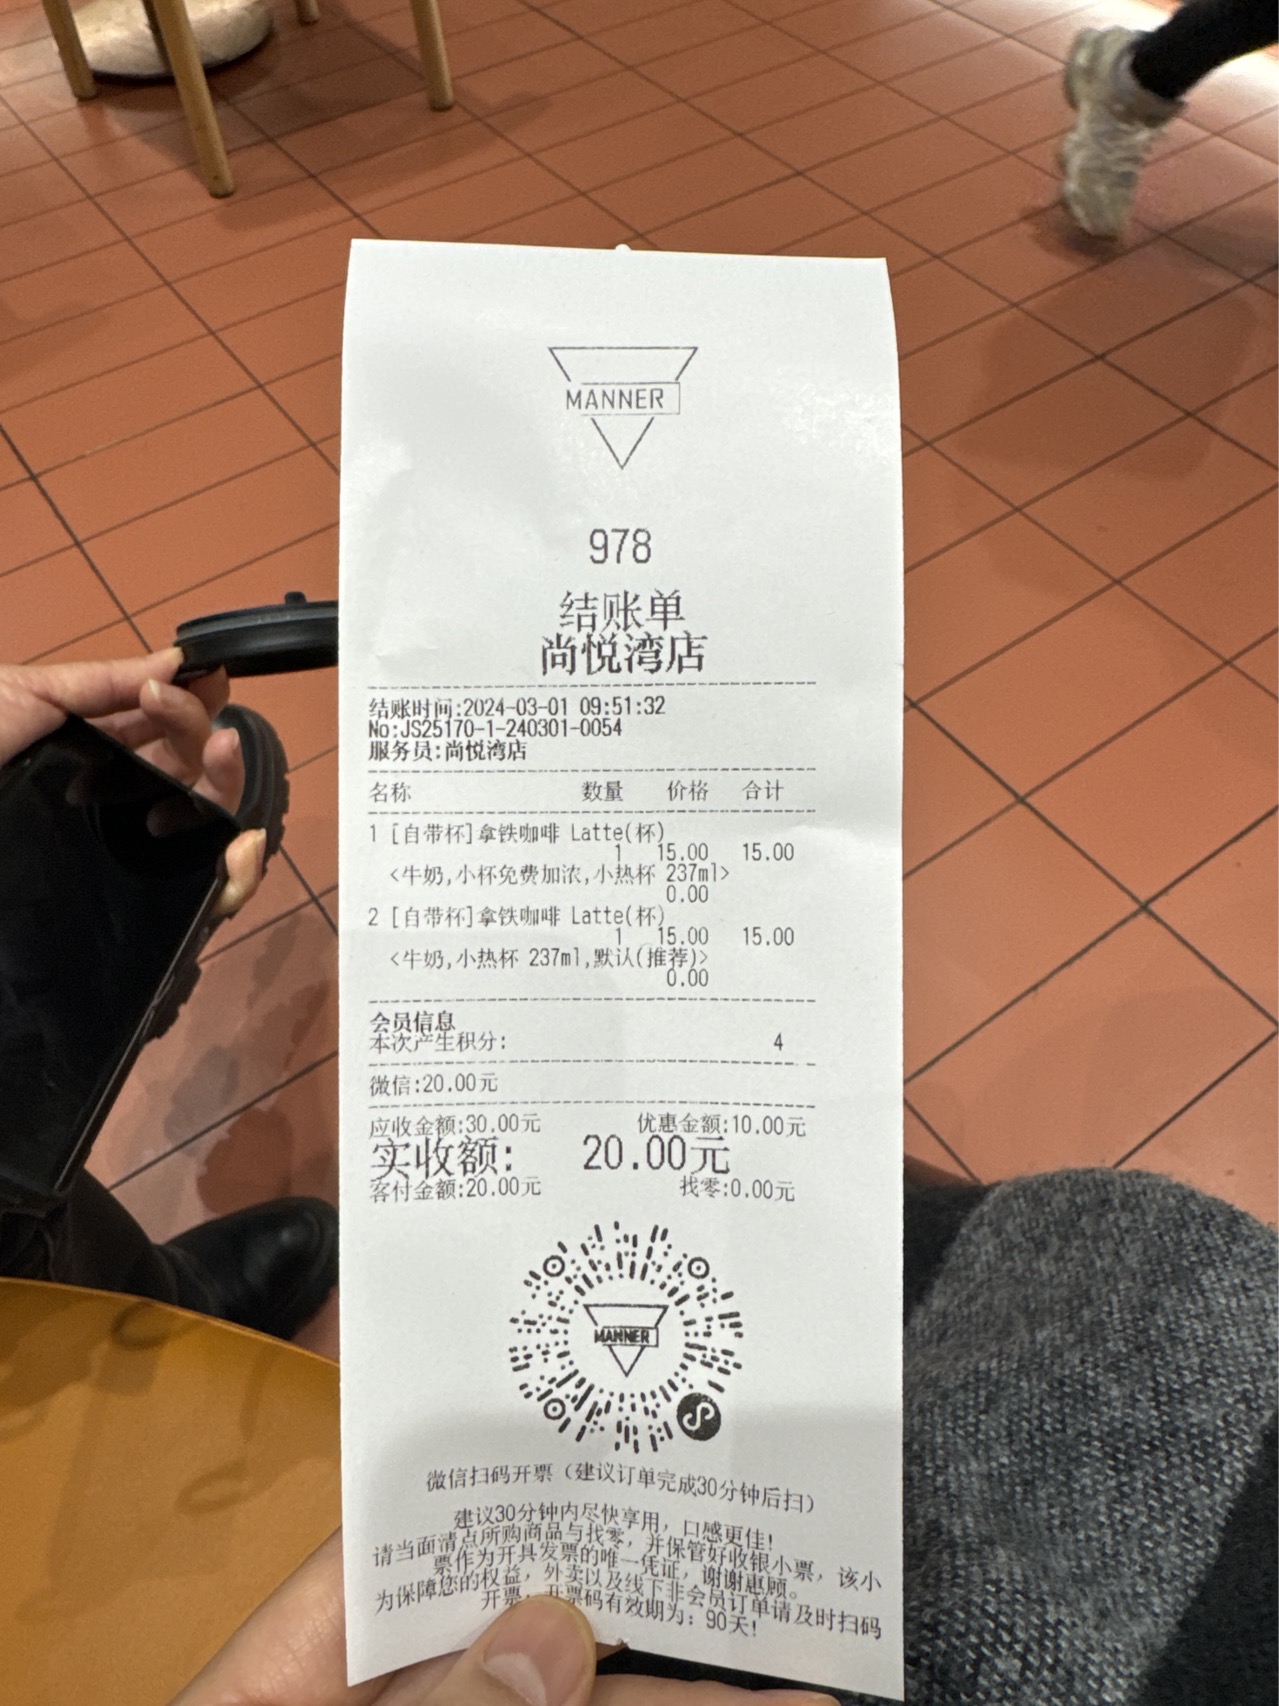 MANNER
978
结账单
尚悦湾店
结账时间:2024-03-01 09:51:32
No:JS25170-1-240301-0054
服务员:尚悦湾店
名称 数量 价格 合计
1 [自带杯]拿铁咖啡 Latte(杯)
1 15.00 15.00
<牛奶,小杯免费加浓,小热杯 237ml>
0.00
2 [自带杯]拿铁咖啡 Latte(杯)
1 15.00 15.00
<牛奶,小热杯 237ml,默认(推荐)>
0.00
会员信息
本次产生积分: 4
微信:20.00元
应收金额:30.00元 优惠金额:10.00元
实收额: 20.00元
客付金额:20.00元 找零:0.00元
MANNER
微信扫码开票（建议订单完成30分钟后扫）
建议30分钟内尽快享用，口感更佳!
请当面清点所购商品与找零，并保管好收银小票，该小
票作为开具发票的唯一凭证，谢谢惠顾。
为保障您的权益，外卖以及线下非会员订单请及时扫码
开票，开票码有效期为：90天!